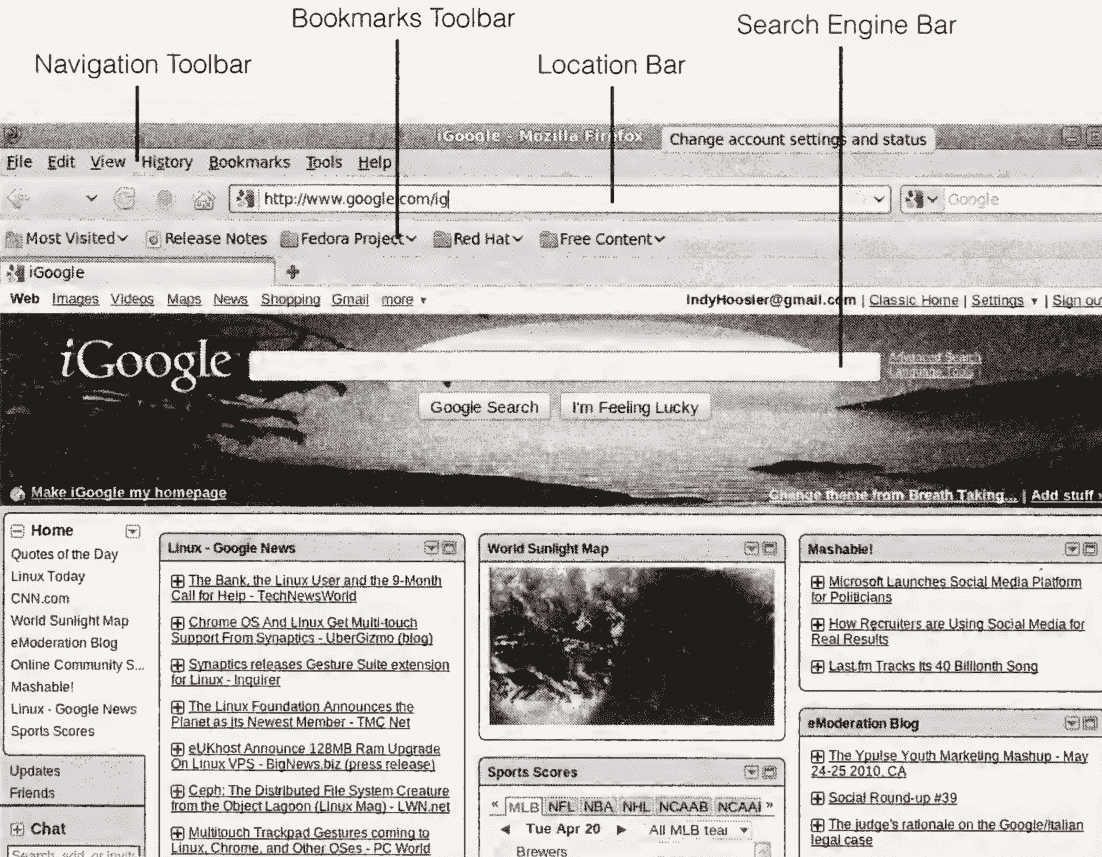 Bookmarks Toolbar
Search Engine Bar
Navigation Toolbar
Location Bar
iGoogle - Mozilla Firefox
Change account settings and status
File Edit View History Bookmarks Tools Help
http://www.google.com/ig
Google
Most Visited Release Notes Fedora Project Red Hat Free Content
iGoogle
Web Images Videos Maps News Shopping Gmail more
IndyHoosier@gmail.com | Classic Home | Settings | Sign ou
iGoogle
Advanced Search
Language Tools
Google Search I'm Feeling Lucky
Make iGoogle my homepage
Change theme from Breath Taking... | Add stuff »
Home
Quotes of the Day
Linux Today
CNN.com
World Sunlight Map
eModeration Blog
Online Community S...
Mashable!
Linux - Google News
Sports Scores
Updates
Friends
Chat
Search, add, or invite
Linux - Google News
The Bank, the Linux User and the 9-Month
Call for Help - TechNewsWorld
Chrome OS And Linux Get Multi-touch
Support From Synaptics - UberGizmo (blog)
Synaptics releases Gesture Suite extension
for Linux - Inquirer
The Linux Foundation Announces the
Planet as its Newest Member - TMC Net
eUKhost Announce 128MB Ram Upgrade
On Linux VPS - BigNews.biz (press release)
Ceph: The Distributed File System Creature
from the Object Lagoon (Linux Mag) - LWN.net
Multitouch Trackpad Gestures coming to
Linux, Chrome, and Other OSes - PC World
World Sunlight Map
Sports Scores
« MLB NFL NBA NHL NCAAB NCAAI »
Tue Apr 20 All MLB tear
Brewers
Mashable!
Microsoft Launches Social Media Platform
for Politicians
How Recruiters are Using Social Media for
Real Results
Last.fm Tracks Its 40 Billionth Song
eModeration Blog
The Ypulse Youth Marketing Mashup - May
24-25 2010, CA
Social Round-up #39
The judge's rationale on the Google/Italian
legal case